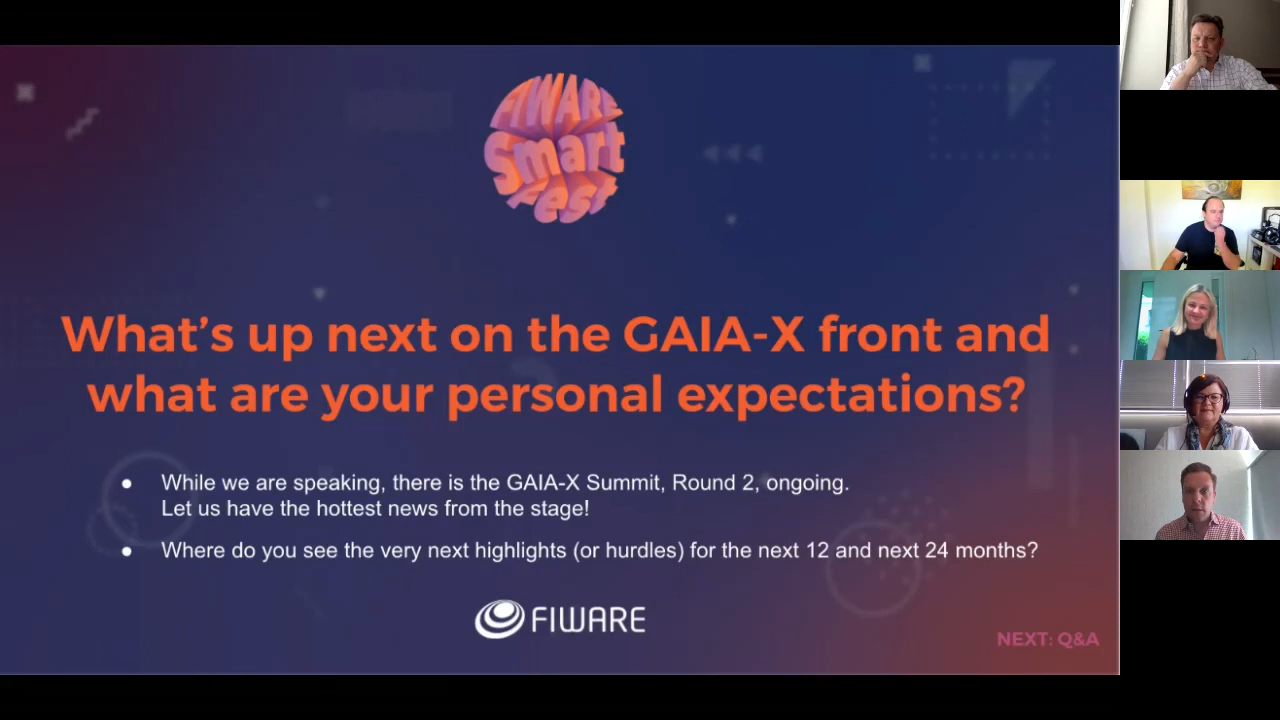 FIWARE
Smart
Fest
What's up next on the GAIA-X front and
what are your personal expectations?
● While we are speaking, there is the GAIA-X Summit, Round 2, ongoing.
Let us have the hottest news from the stage!
● Where do you see the very next highlights (or hurdles) for the next 12 and next 24 months?
FIWARE
NEXT: Q&A